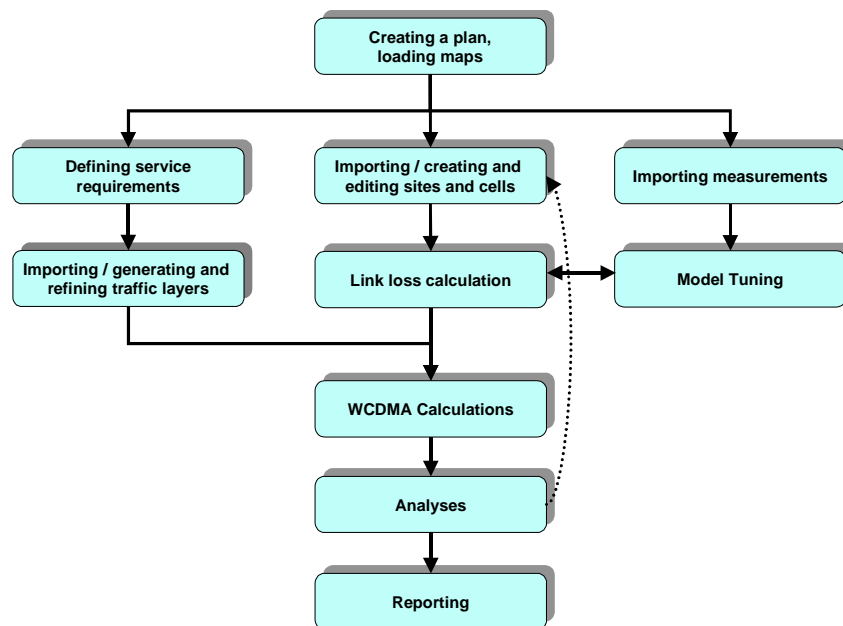 Creating a plan,
loading maps
Defining service
requirements
Importing / creating and
editing sites and cells
Importing measurements
Importing / generating and
refining traffic layers
Link loss calculation
Model Tuning
WCDMA Calculations
Analyses
Reporting